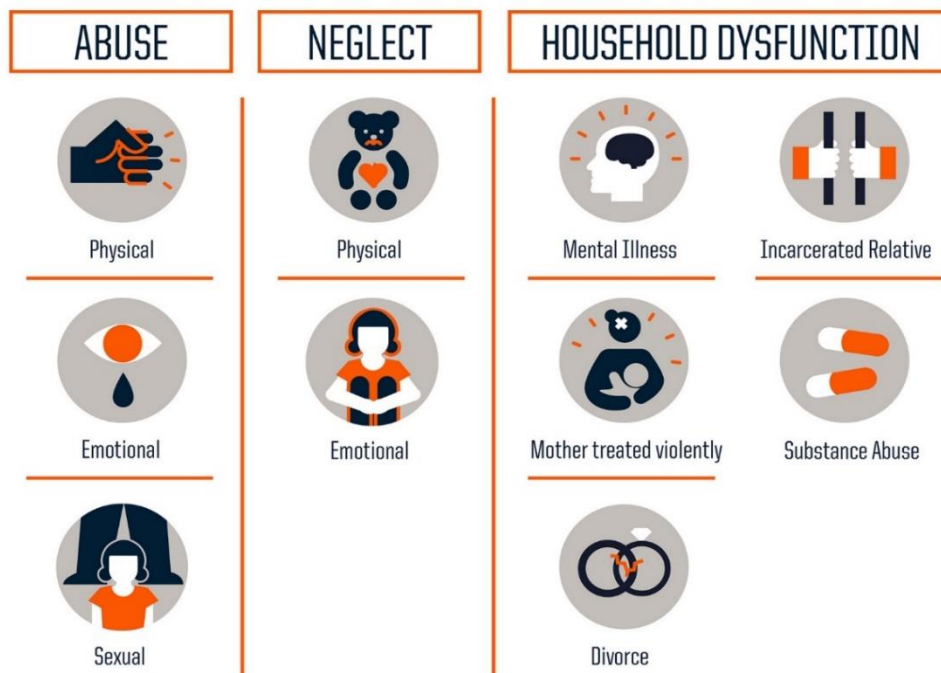 ABUSE
NEGLECT
HOUSEHOLD DYSFUNCTION
Physical
Physical
Mental Illness
Incarcerated Relative
Emotional
Emotional
Mother treated violently
Substance Abuse
Sexual
Divorce